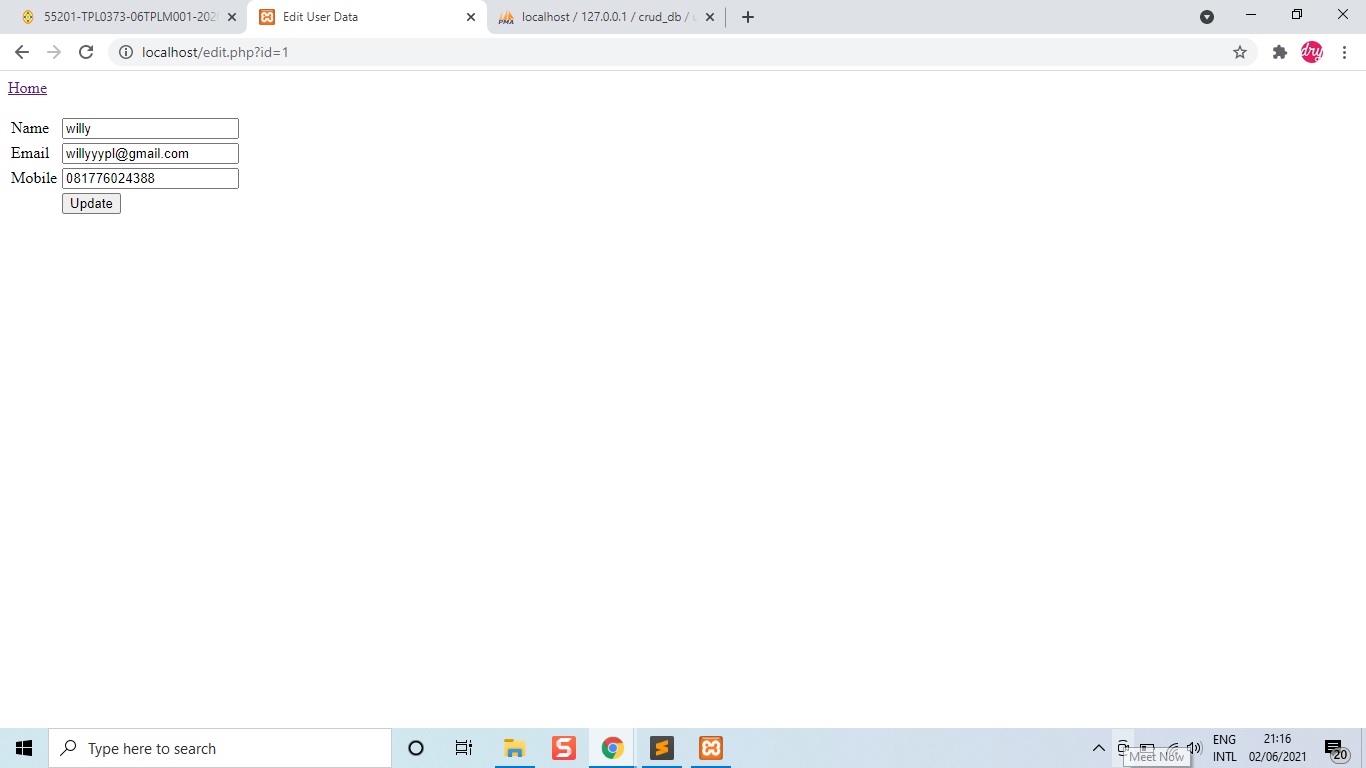 55201-TPL0373-06TPLM001-202
Edit User Data
localhost / 127.0.0.1 / crud_db /
localhost/edit.php?id=1
Home
Name willy
Email willyyypl@gmail.com
Mobile 081776024388
Update
Type here to search
ENG 21:16
INTL 02/06/2021
20
Meet Now
PMA
dry